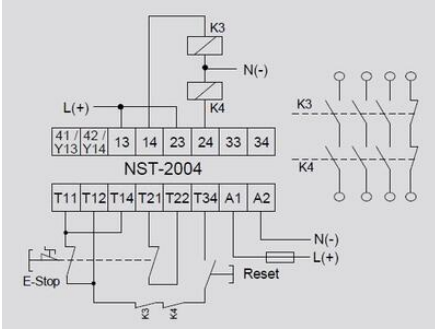 K3
N(-)
K4
L(+)
41 / Y13 42 / Y14 13 14 23 24 33 34
NST-2004
T11 T12 T14 T21 T22 T34 A1 A2
K3
K4
N(-)
L(+)
E-Stop
Reset
K3 K4